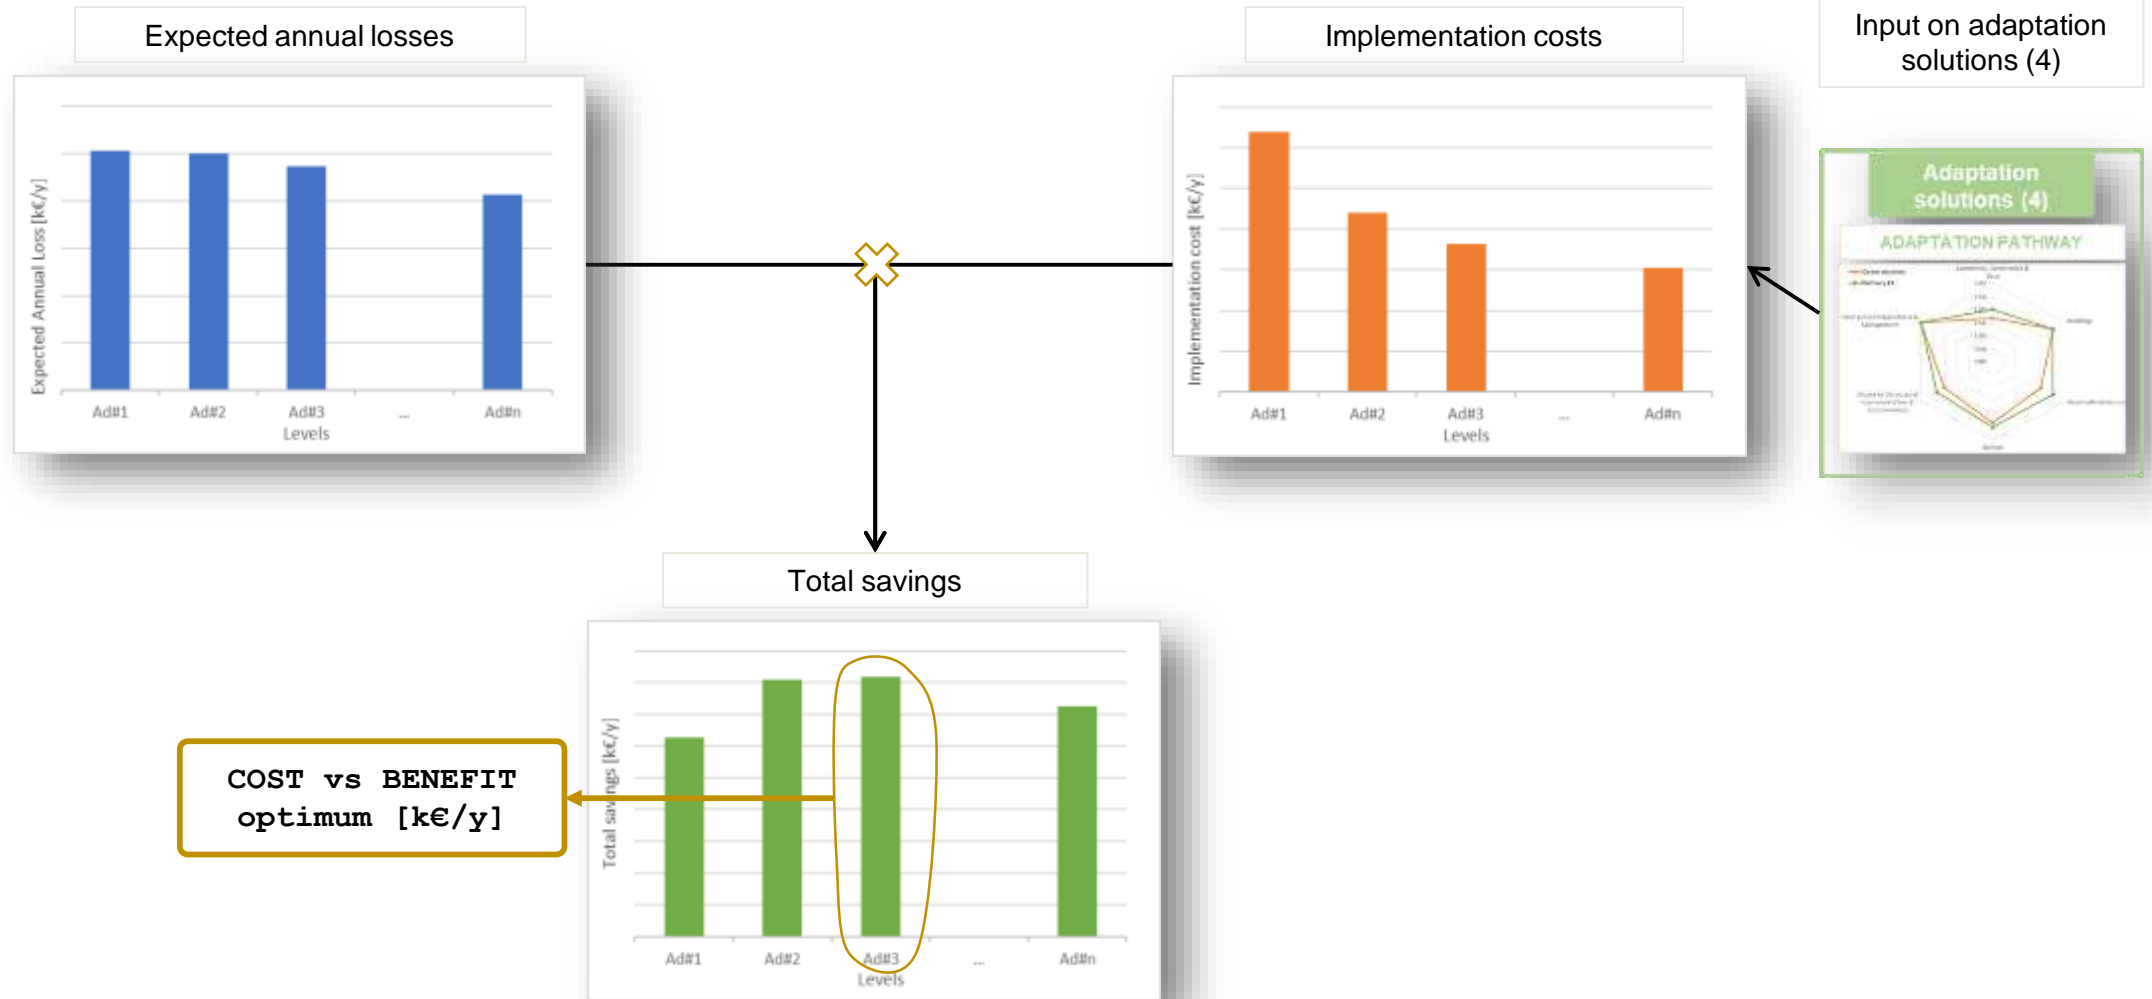 Expected annual losses
Implementation costs
Input on adaptation
solutions (4)
Expected Annual Loss [k€/y]
Ad#1
Ad#2
Ad#3
...
Ad#n
Levels
Implementation cost [k€/y]
Ad#1
Ad#2
Ad#3
...
Ad#n
Levels
Adaptation
solutions (4)
ADAPTATION PATHWAY
Total savings
Total savings [k€/y]
Ad#1
Ad#2
Ad#3
...
Ad#n
Levels
COST vs BENEFIT
optimum [k€/y]